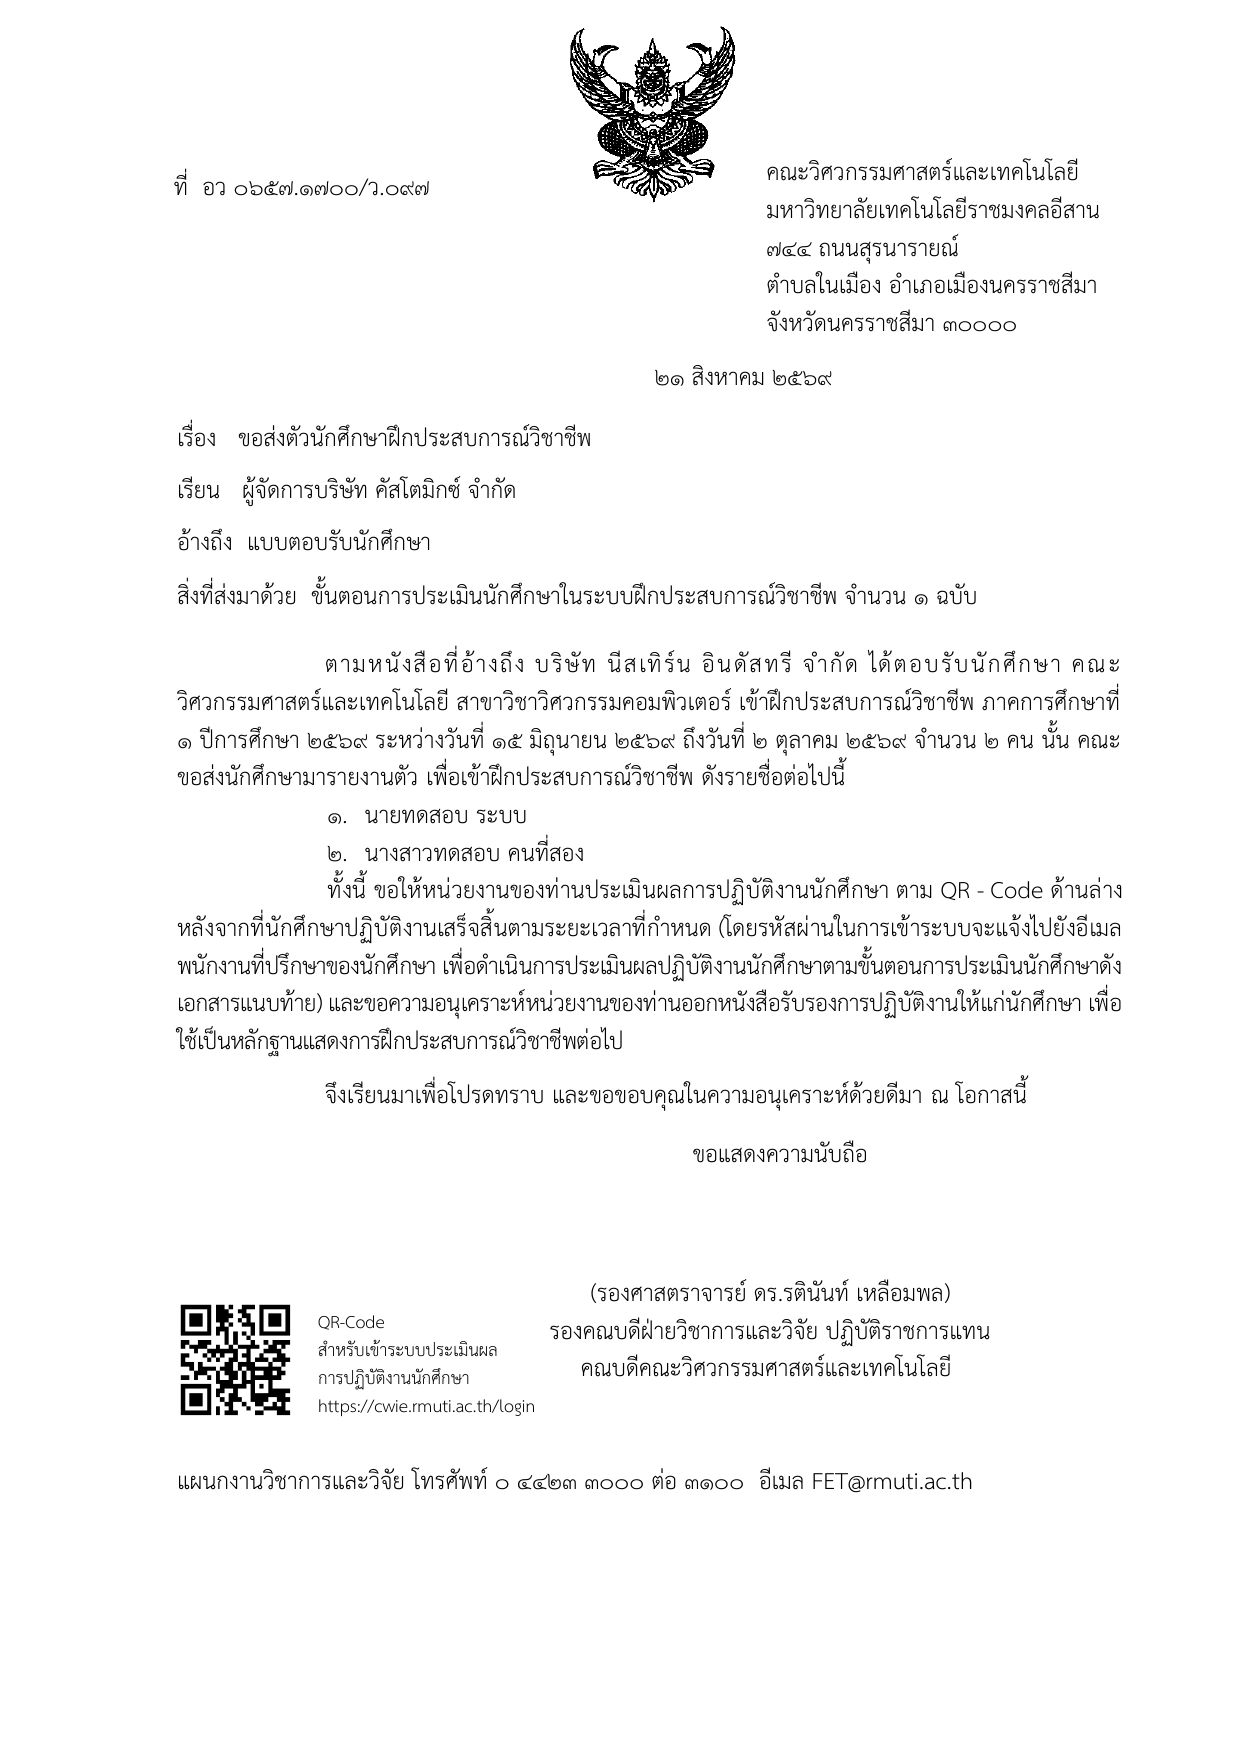 ที่ อว ๐๖๕๗.๑๗๐๐/ว.๐๙๗
คณะวิศวกรรมศาสตร์และเทคโนโลยี
มหาวิทยาลัยเทคโนโลยีราชมงคลอีสาน
๗๔๔ ถนนสุรนารายณ์
ตำบลในเมือง อำเภอเมืองนครราชสีมา
จังหวัดนครราชสีมา ๓๐๐๐๐
๒๑ สิงหาคม ๒๕๖๙
เรื่อง ขอส่งตัวนักศึกษาฝึกประสบการณ์วิชาชีพ
เรียน ผู้จัดการบริษัท คัสโตมิกซ์ จำกัด
อ้างถึง แบบตอบรับนักศึกษา
สิ่งที่ส่งมาด้วย ขั้นตอนการประเมินนักศึกษาในระบบฝึกประสบการณ์วิชาชีพ จำนวน ๑ ฉบับ
ตามหนังสือที่อ้างถึง บริษัท นีสเทิร์น อินดัสทรี จำกัด ได้ตอบรับนักศึกษา คณะ
วิศวกรรมศาสตร์และเทคโนโลยี สาขาวิชาวิศวกรรมคอมพิวเตอร์ เข้าฝึกประสบการณ์วิชาชีพ ภาคการศึกษาที่
๑ ปีการศึกษา ๒๕๖๙ ระหว่างวันที่ ๑๕ มิถุนายน ๒๕๖๙ ถึงวันที่ ๒ ตุลาคม ๒๕๖๙ จำนวน ๒ คน นั้น คณะ
ขอส่งนักศึกษามารายงานตัว เพื่อเข้าฝึกประสบการณ์วิชาชีพ ดังรายชื่อต่อไปนี้
๑. นายทดสอบ ระบบ
๒. นางสาวทดสอบ คนที่สอง
ทั้งนี้ ขอให้หน่วยงานของท่านประเมินผลการปฏิบัติงานนักศึกษา ตาม QR - Code ด้านล่าง
หลังจากที่นักศึกษาปฏิบัติงานเสร็จสิ้นตามระยะเวลาที่กำหนด (โดยรหัสผ่านในการเข้าระบบจะแจ้งไปยังอีเมล
พนักงานที่ปรึกษาของนักศึกษา เพื่อดำเนินการประเมินผลปฏิบัติงานนักศึกษาตามขั้นตอนการประเมินนักศึกษาดัง
เอกสารแนบท้าย) และขอความอนุเคราะห์หน่วยงานของท่านออกหนังสือรับรองการปฏิบัติงานให้แก่นักศึกษา เพื่อ
ใช้เป็นหลักฐานแสดงการฝึกประสบการณ์วิชาชีพต่อไป
จึงเรียนมาเพื่อโปรดทราบ และขอขอบคุณในความอนุเคราะห์ด้วยดีมา ณ โอกาสนี้
ขอแสดงความนับถือ
(รองศาสตราจารย์ ดร.รตินันท์ เหลือมพล)
รองคณบดีฝ่ายวิชาการและวิจัย ปฏิบัติราชการแทน
คณบดีคณะวิศวกรรมศาสตร์และเทคโนโลยี
QR-Code
สำหรับเข้าระบบประเมินผล
การปฏิบัติงานนักศึกษา
https://cwie.rmuti.ac.th/login
แผนกงานวิชาการและวิจัย โทรศัพท์ ๐ ๔๔๒๓ ๓๐๐๐ ต่อ ๓๑๐๐ อีเมล FET@rmuti.ac.th